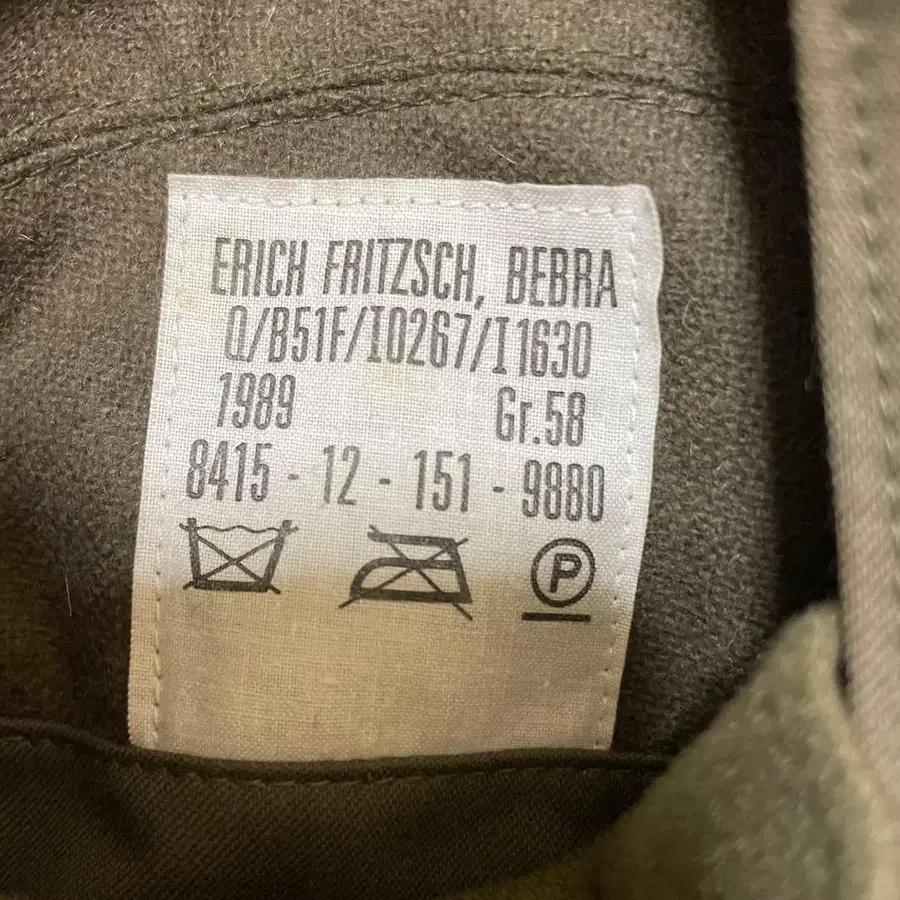 ERICH FRITZSCH, BEBRA
Q/B51F/I0267/I1630
1989 Gr.58
8415 - 12 - 151 - 9880
P